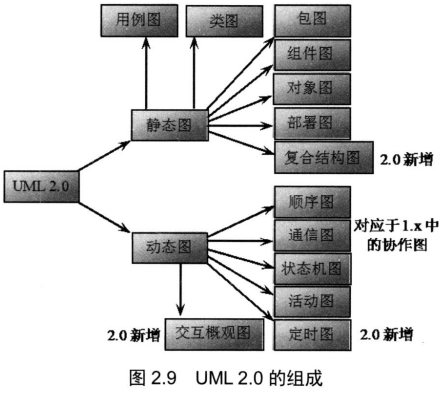 用例图 类图 包图
组件图
对象图
静态图 部署图
复合结构图 2.0新增
UML 2.0
顺序图
通信图 对应于1.x中
的协作图
动态图
状态机图
活动图
2.0新增 交互概观图 定时图 2.0新增
图 2.9 UML 2.0 的组成